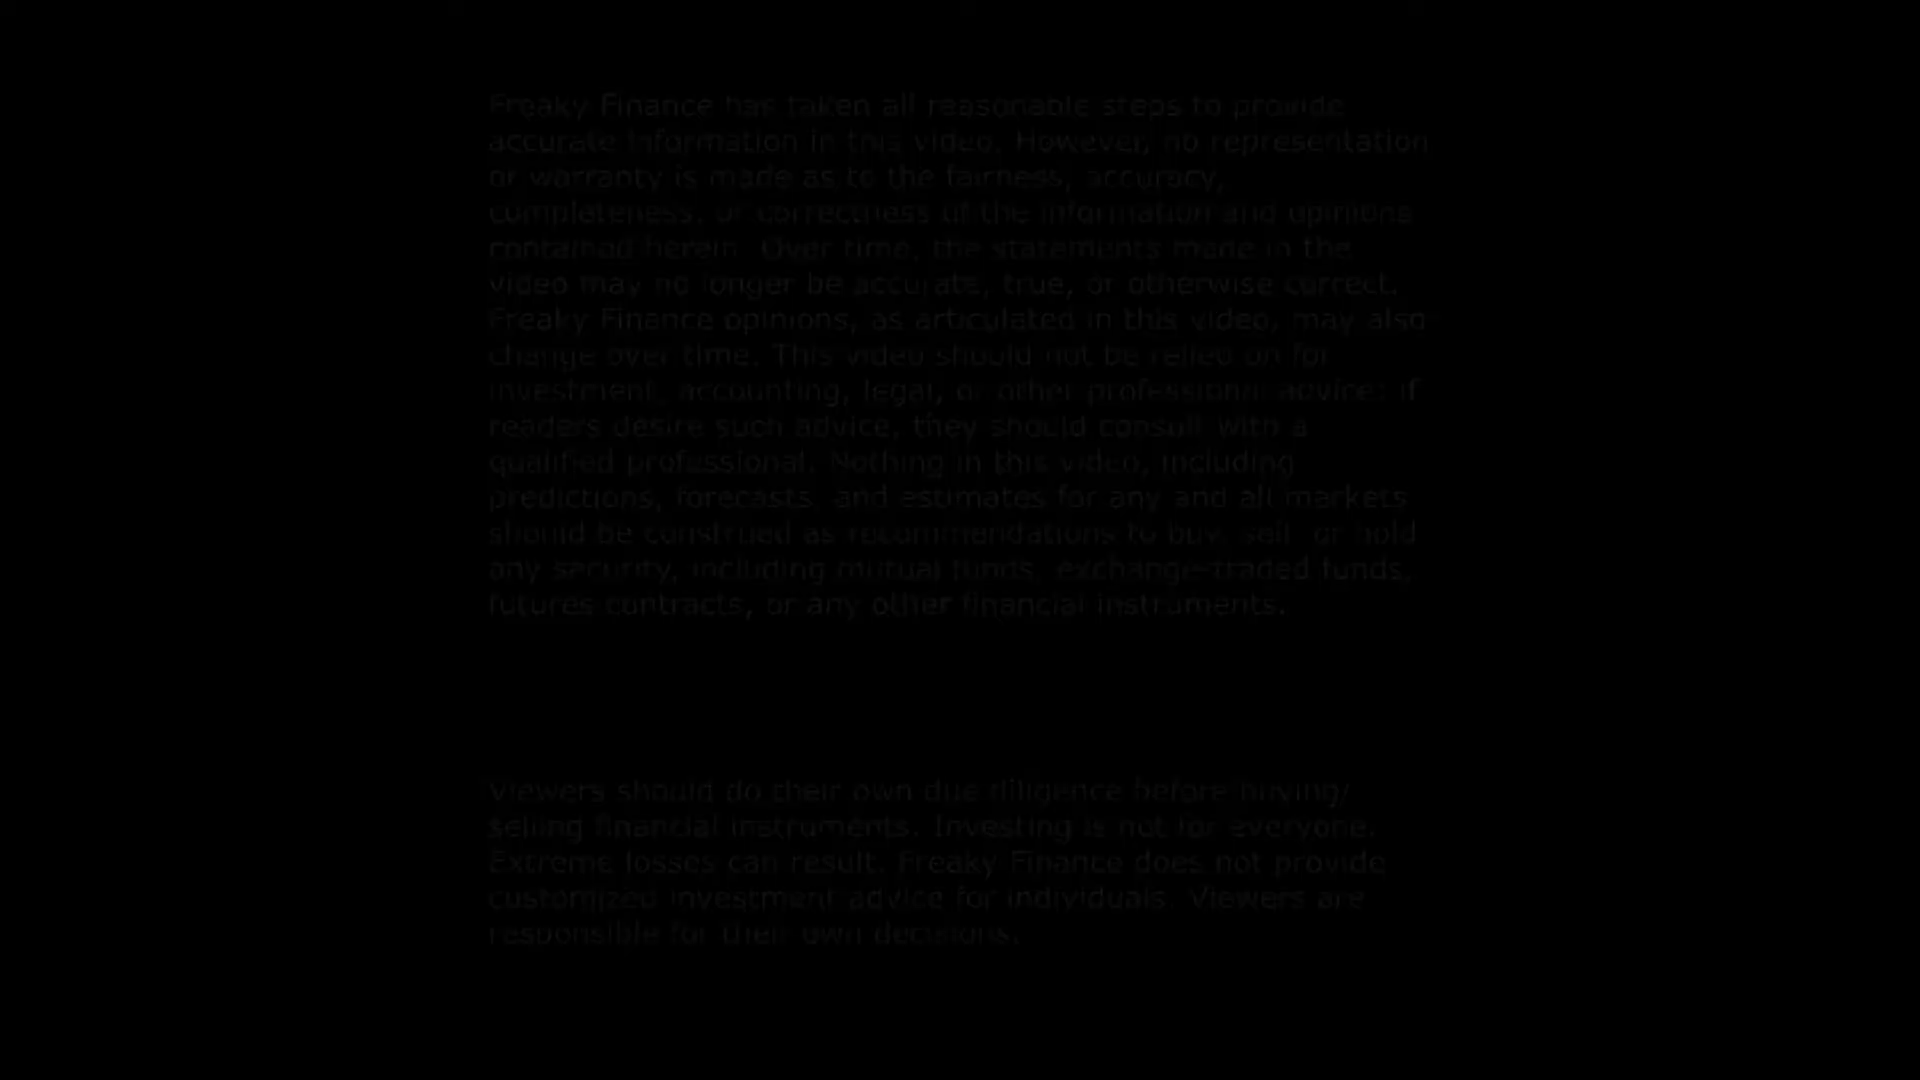 Freaky Finance has taken all reasonable steps to provide
accurate information in this video. However, no representation
or warranty is made as to the fairness, accuracy,
completeness, or correctness of the information and opinions
contained herein. Over time, the statements made in the
video may no longer be accurate, true, or otherwise correct.
Freaky Finance opinions, as articulated in this video, may also
change over time. This video should not be relied on for
investment, accounting, legal, or other professional advice; if
readers desire such advice, they should consult with a
qualified professional. Nothing in this video, including
predictions, forecasts, and estimates for any and all markets
should be construed as recommendations to buy, sell, or hold
any security, including mutual funds, exchange-traded funds,
futures contracts, or any other financial instruments.
Viewers should do their own due diligence before buying/
selling financial instruments. Investing is not for everyone.
Extreme losses can result. Freaky Finance does not provide
customized investment advice for individuals. Viewers are
responsible for their own decisions.